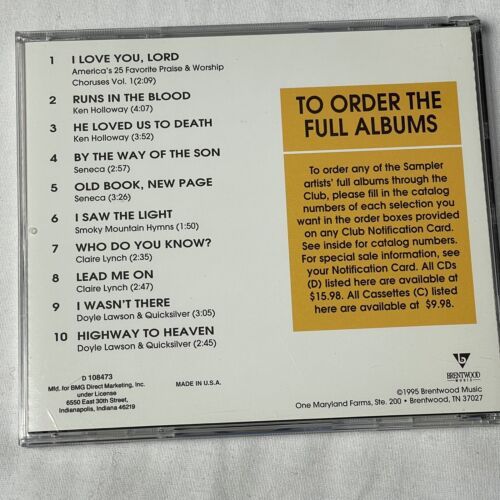 1 I LOVE YOU, LORD
America's 25 Favorite Praise & Worship
Choruses Vol. 1(2:09)
2 RUNS IN THE BLOOD
Ken Holloway (4:07)
3 HE LOVED US TO DEATH
Ken Holloway (3:52)
4 BY THE WAY OF THE SON
Seneca (2:57)
5 OLD BOOK, NEW PAGE
Seneca (3:26)
6 I SAW THE LIGHT
Smoky Mountain Hymns (1:50)
7 WHO DO YOU KNOW?
Claire Lynch (2:35)
8 LEAD ME ON
Claire Lynch (2:47)
9 I WASN'T THERE
Doyle Lawson & Quicksilver (3:05)
10 HIGHWAY TO HEAVEN
Doyle Lawson & Quicksilver (2:45)
D 108473
Mfd. for BMG Direct Marketing, Inc.
under License
6550 East 30th Street,
Indianapolis, Indiana 46219
MADE IN U.S.A.
TO ORDER THE
FULL ALBUMS
To order any of the Sampler
artists' full albums through the
Club, please fill in the catalog
numbers of each selection you
want in the order boxes provided
on any Club Notification Card.
See inside for catalog numbers.
For special sale information, see
your Notification Card. All CDs
(D) listed here are available at
$15.98. All Cassettes (C) listed
here are available at $9.98.
b
BRENTWOOD
MUSIC
©1995 Brentwood Music
One Maryland Farms, Ste. 200 • Brentwood, TN 37027